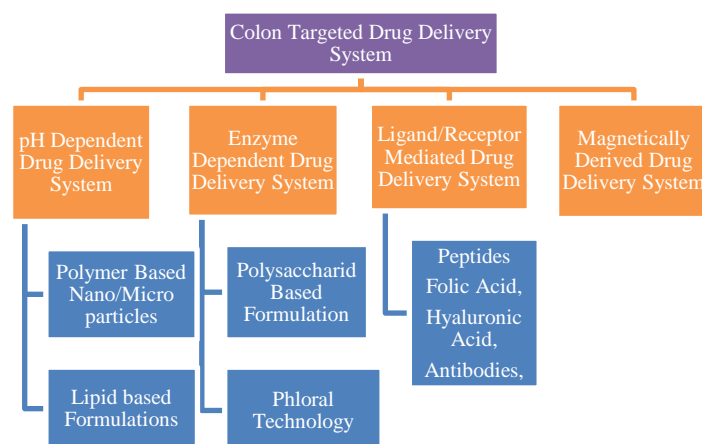 Colon Targeted Drug Delivery
System
pH Dependent
Drug Delivery
System
Enzyme
Dependent Drug
Delivery System
Ligand/Receptor
Mediated Drug
Delivery System
Magnetically
Derived Drug
Delivery System
Polymer Based
Nano/Micro
particles
Polysaccharid
Based
Formulation
Peptides
Folic Acid,
Hyaluronic
Acid,
Antibodies,
Lipid based
Formulations
Phloral
Technology